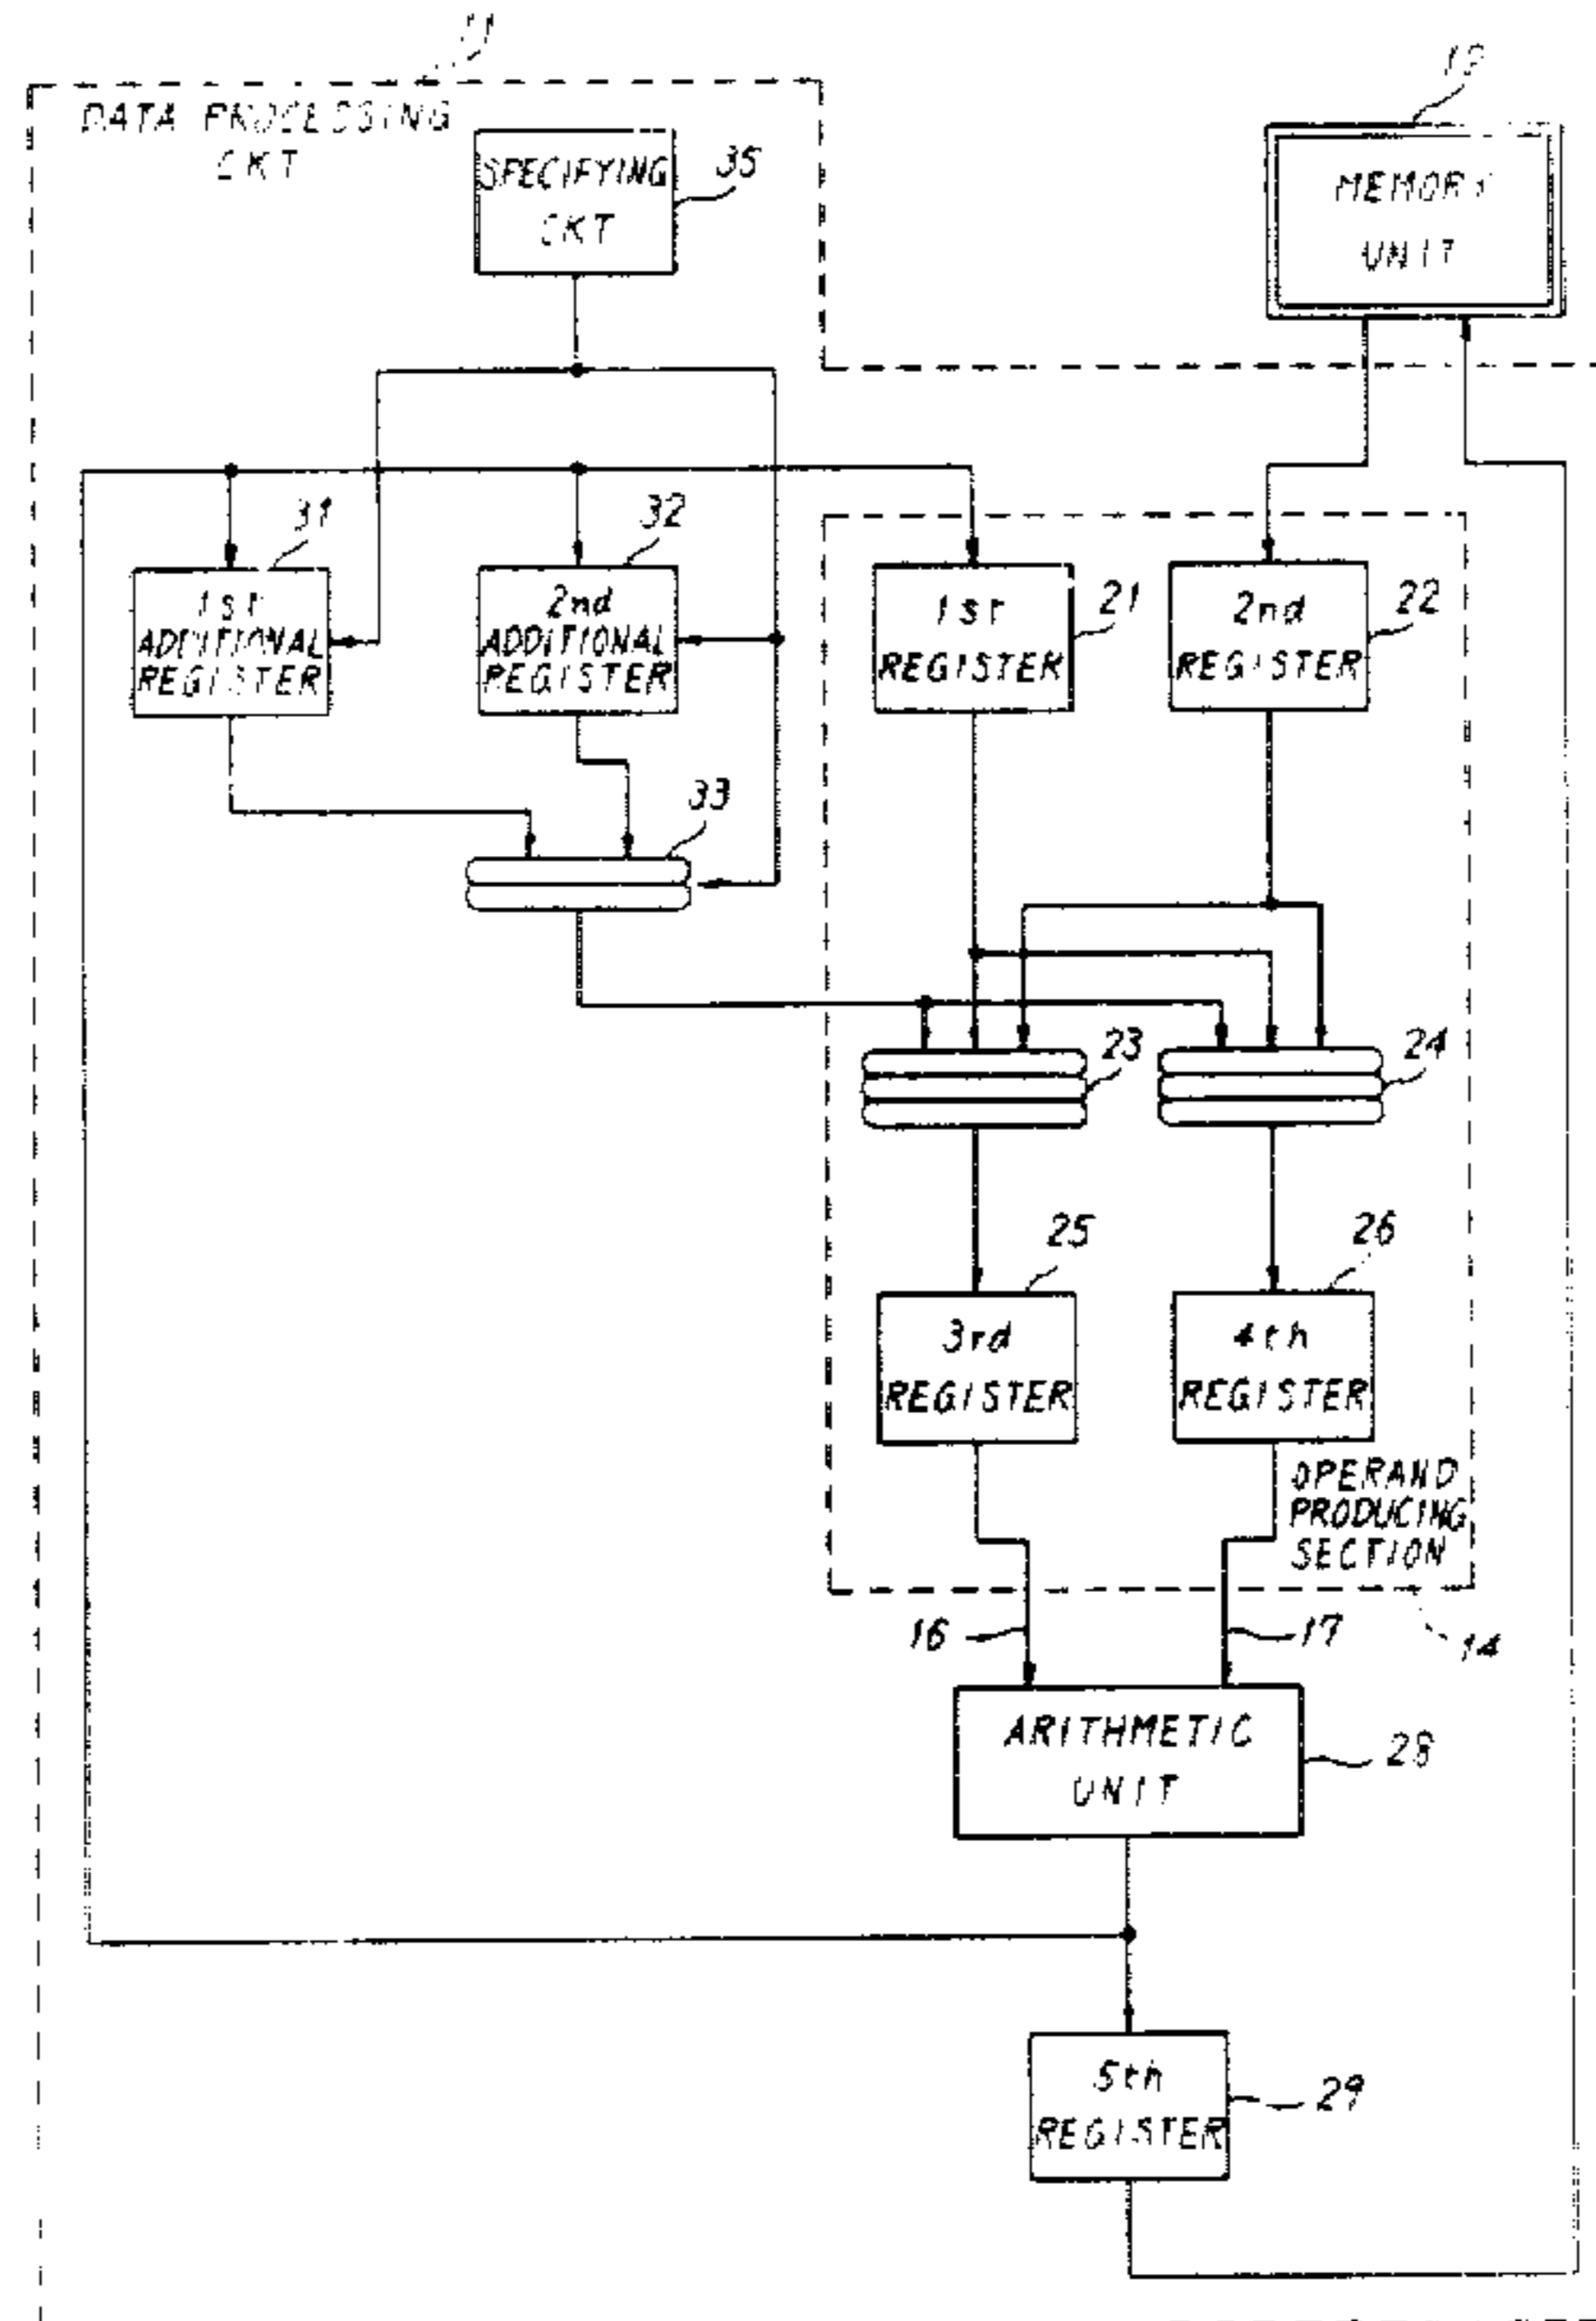 DATA PROCESSING
CKT
SPECIFYING
CKT
35
MEMORY
UNIT
31
32
1st
ADDITIONAL
REGISTER
2nd
ADDITIONAL
REGISTER
1st
REGISTER
21
2nd
REGISTER
22
33
23
24
25
26
3rd
REGISTER
4th
REGISTER
OPERAND
PRODUCING
SECTION
16
17
14
ARITHMETIC
UNIT
28
5th
REGISTER
29